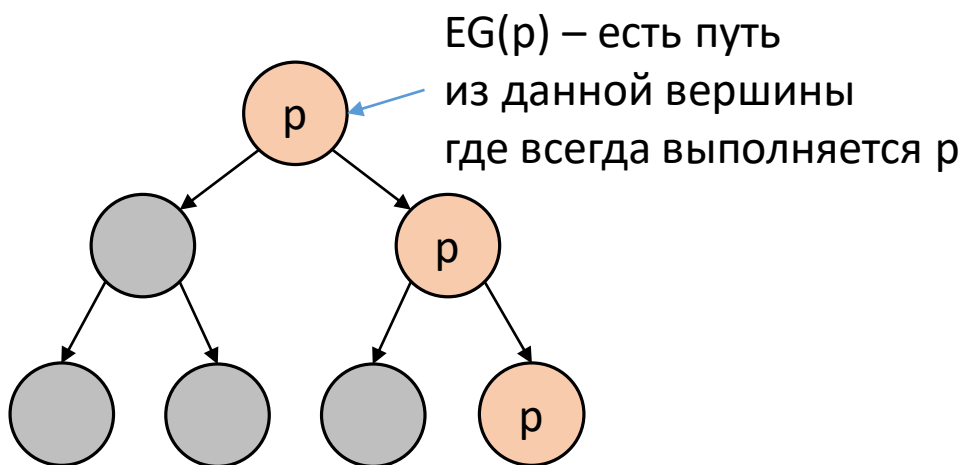 EG(p) – есть путь
из данной вершины
где всегда выполняется p
p
p
p